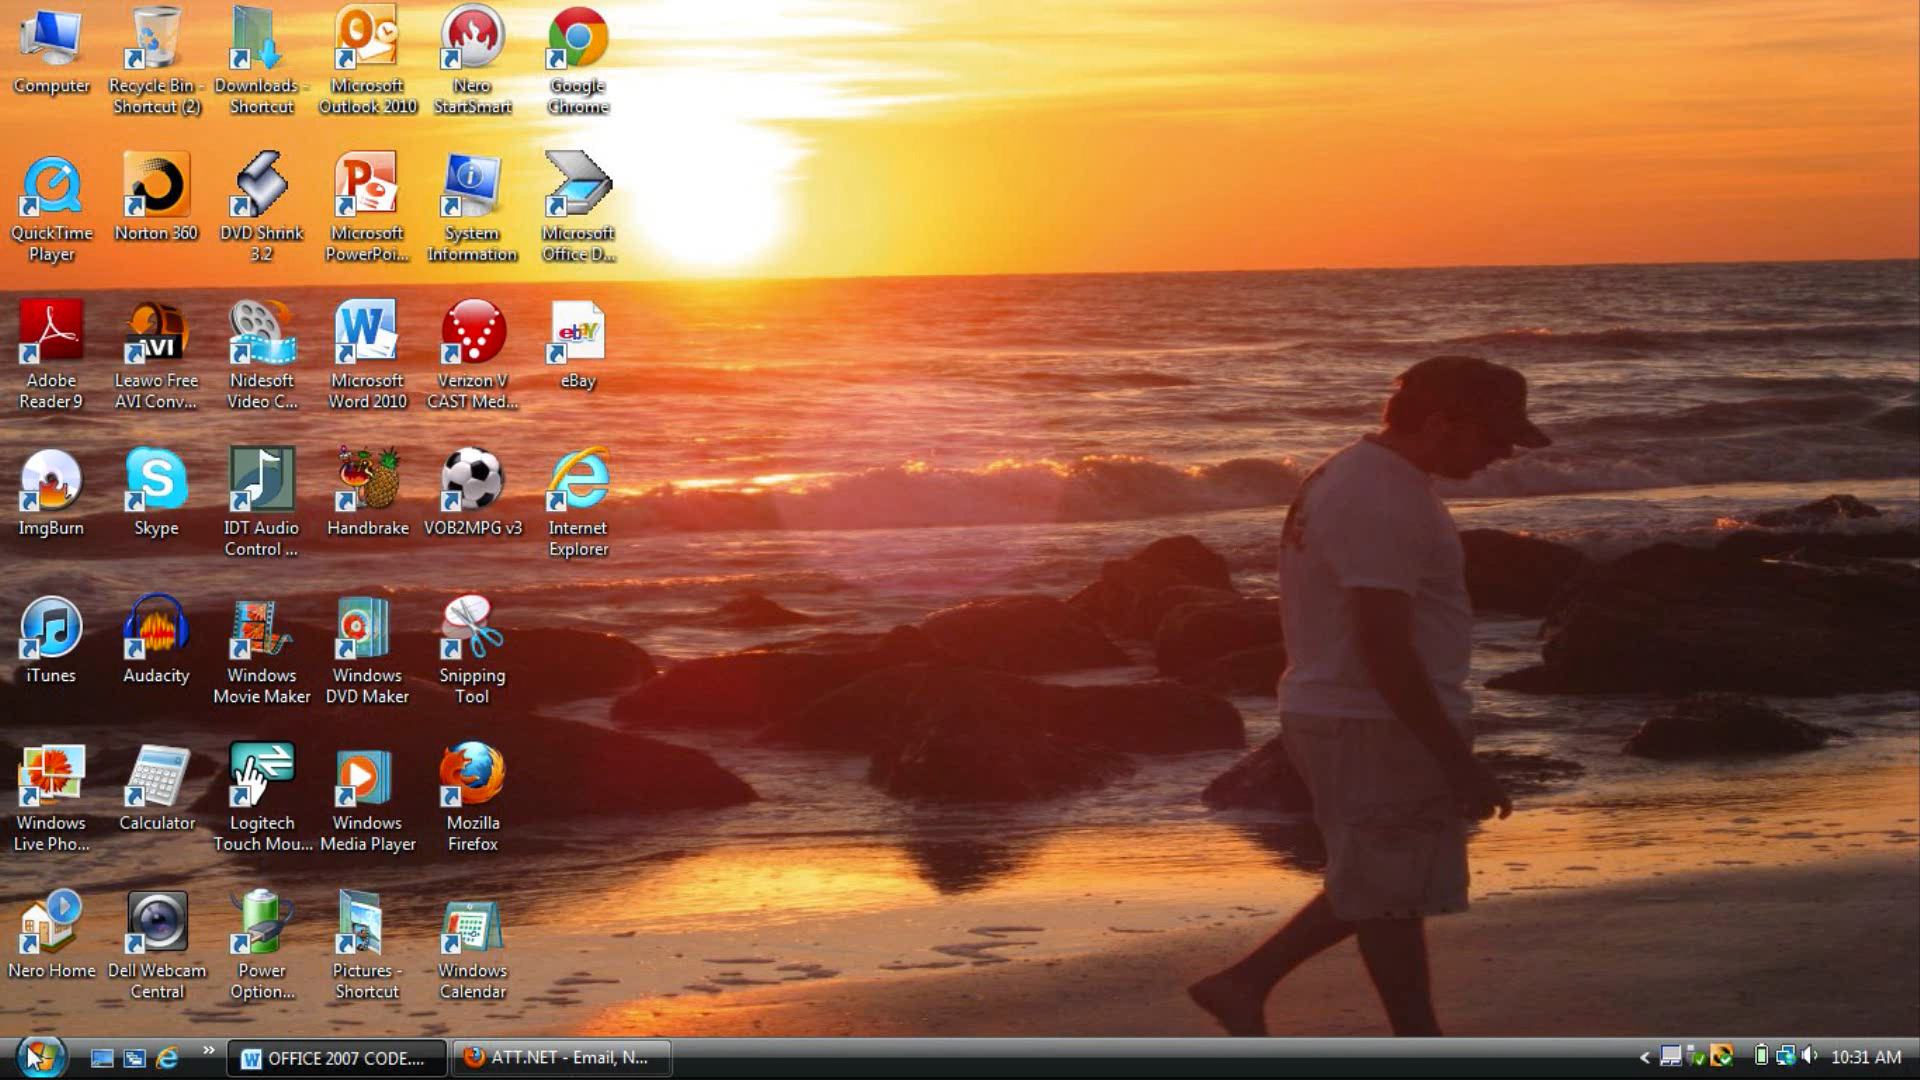 Computer
Recycle Bin -
Shortcut (2)
Downloads -
Shortcut
Microsoft
Outlook 2010
Nero
StartSmart
Google
Chrome
QuickTime
Player
Norton 360
DVD Shrink
3.2
Microsoft
PowerPoi...
System
Information
Microsoft
Office D...
AVI
ebaY
Adobe
Reader 9
Leawo Free
AVI Conv...
Nidesoft
Video C...
Microsoft
Word 2010
Verizon V
CAST Med...
eBay
ImgBurn
Skype
IDT Audio
Control ...
Handbrake
VOB2MPG v3
Internet
Explorer
iTunes
Audacity
Windows
Movie Maker
Windows
DVD Maker
Snipping
Tool
Windows
Live Pho...
Calculator
Logitech
Touch Mou...
Windows
Media Player
Mozilla
Firefox
Nero Home
Dell Webcam
Central
Power
Option...
Pictures -
Shortcut
Windows
Calendar
OFFICE 2007 CODE....
ATT.NET - Email, N...
10:31 AM